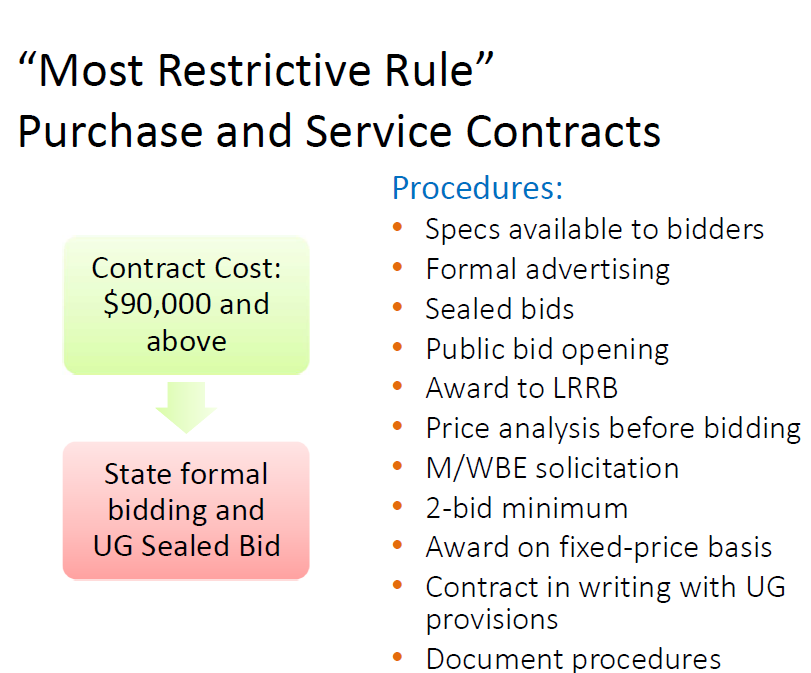 “Most Restrictive Rule”
Purchase and Service Contracts
Contract Cost:
$90,000 and
above
State formal
bidding and
UG Sealed Bid
Procedures:
• Specs available to bidders
• Formal advertising
• Sealed bids
• Public bid opening
• Award to LRRB
• Price analysis before bidding
• M/WBE solicitation
• 2-bid minimum
• Award on fixed-price basis
• Contract in writing with UG
provisions
• Document procedures